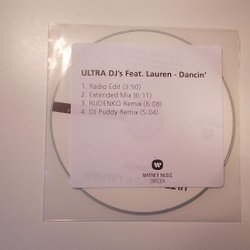 ULTRA DJ's Feat. Lauren - Dancin'
1. Radio Edit (3:50)
2. Extended Mix (6:11)
3. RUDENKO Remix (6:08)
4. DJ Puddy Remix (5:04)
WARNER MUSIC
SWEDEN